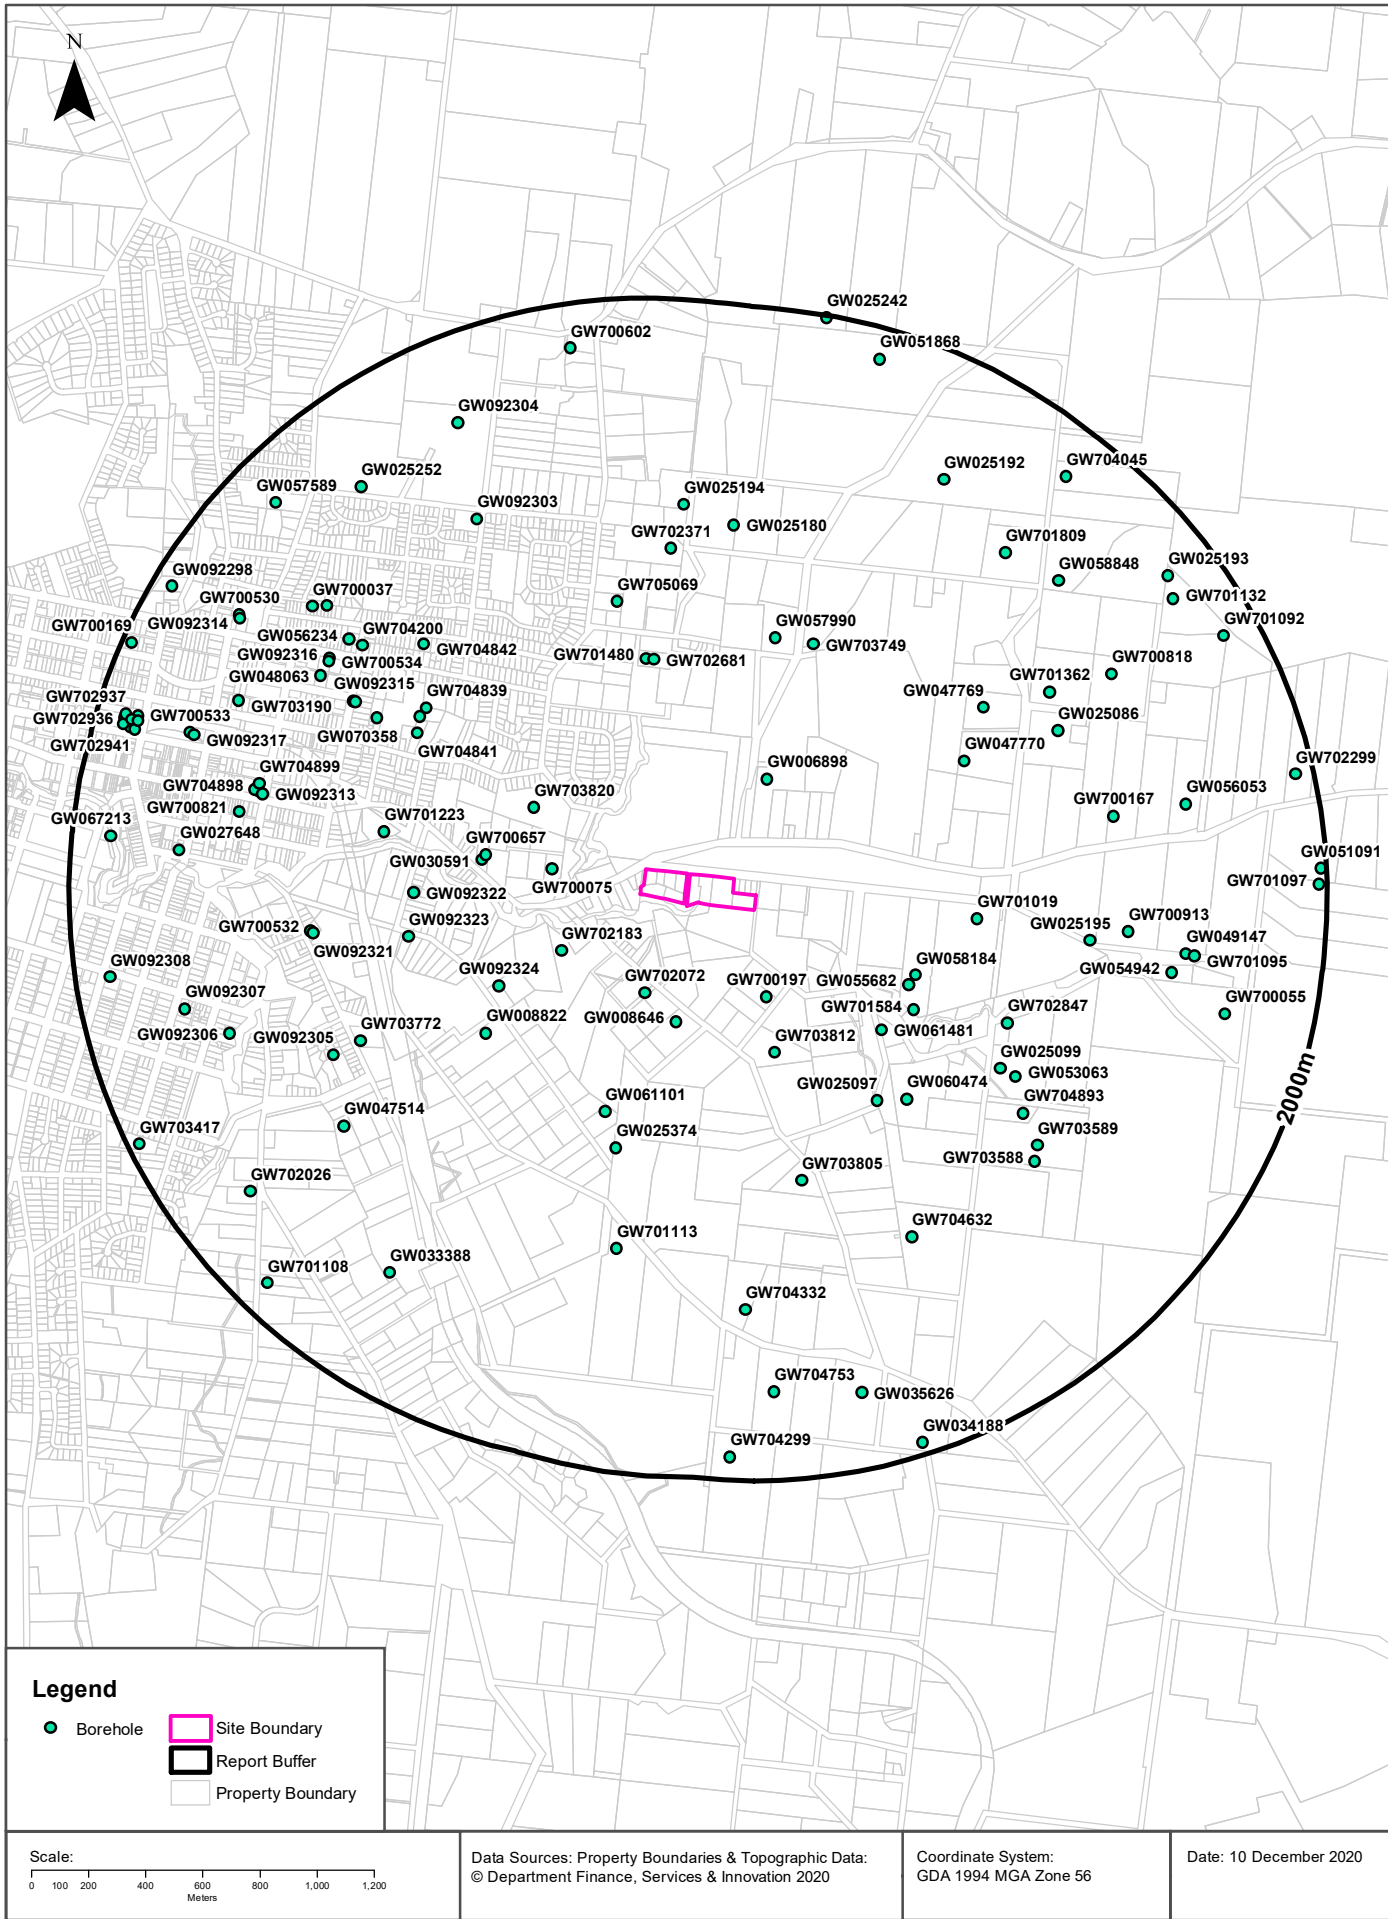 N
GW025242
GW700602
GW051868
GW092304
GW025252
GW025192
GW704045
GW057589
GW025194
GW092303
GW025180
GW702371
GW701809
GW025193
GW092298
GW058848
GW700037
GW705069
GW701132
GW700530
GW701092
GW700169
GW092314
GW057990
GW056234
GW704200
GW703749
GW092316
GW704842
GW701480
GW702681
GW700534
GW700818
GW048063
GW701362
GW092315
GW704839
GW047769
GW702937
GW703190
GW702936
GW700533
GW025086
GW070358
GW702941
GW092317
GW704841
GW047770
GW704899
GW006898
GW702299
GW704898
GW092313
GW703820
GW056053
GW700821
GW700167
GW067213
GW701223
GW027648
GW700657
GW030591
GW051091
GW700075
GW701097
GW092322
GW701019
GW092323
GW700913
GW700532
GW025195
GW702183
GW049147
GW092321
GW701095
GW092308
GW092324
GW058184
GW054942
GW702072
GW700197
GW055682
GW092307
GW701584
GW702847
GW700055
GW008646
GW008822
GW092306
GW092305
GW703772
GW061481
GW703812
GW025099
GW053063
2000m
GW025097
GW060474
GW061101
GW704893
GW047514
GW703417
GW025374
GW703589
GW703588
GW702026
GW703805
GW704632
GW701113
GW033388
GW701108
GW704332
GW704753
GW035626
GW034188
GW704299
Legend
Borehole
Site Boundary
Report Buffer
Property Boundary
Scale:
0 100 200 400 600 800 1,000 1,200
Meters
Data Sources: Property Boundaries & Topographic Data:
© Department Finance, Services & Innovation 2020
Coordinate System:
GDA 1994 MGA Zone 56
Date: 10 December 2020